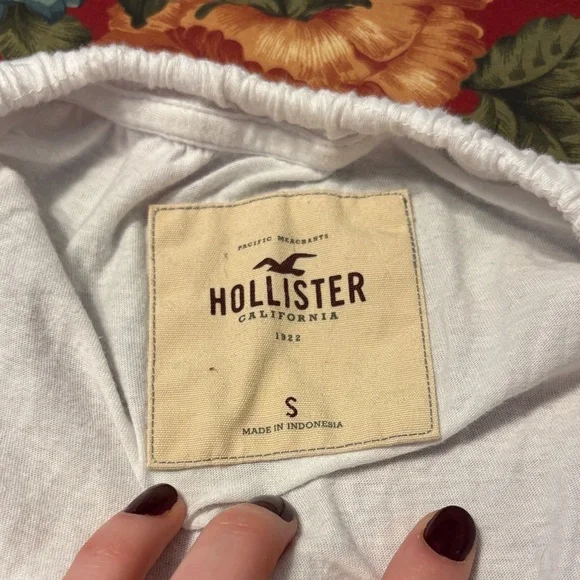 PACIFIC MERCHANTS
HOLLISTER
CALIFORNIA
1922
S
MADE IN INDONESIA